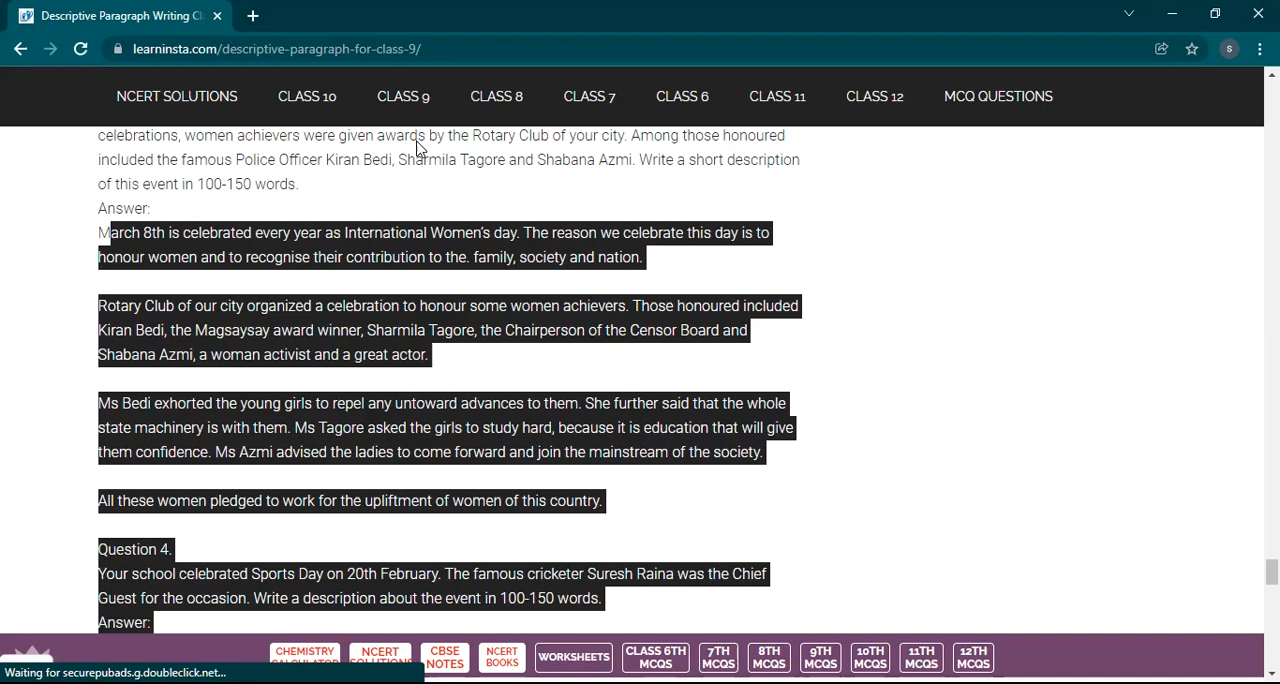 Descriptive Paragraph Writing Cl
learninsta.com/descriptive-paragraph-for-class-9/
S
NCERT SOLUTIONS CLASS 10 CLASS 9 CLASS 8 CLASS 7 CLASS 6 CLASS 11 CLASS 12 MCQ QUESTIONS
celebrations, women achievers were given awards by the Rotary Club of your city. Among those honoured
included the famous Police Officer Kiran Bedi, Sharmila Tagore and Shabana Azmi. Write a short description
of this event in 100-150 words.
Answer:
March 8th is celebrated every year as International Women's day. The reason we celebrate this day is to
honour women and to recognise their contribution to the. family, society and nation.
Rotary Club of our city organized a celebration to honour some women achievers. Those honoured included
Kiran Bedi, the Magsaysay award winner, Sharmila Tagore, the Chairperson of the Censor Board and
Shabana Azmi, a woman activist and a great actor.
Ms Bedi exhorted the young girls to repel any untoward advances to them. She further said that the whole
state machinery is with them. Ms Tagore asked the girls to study hard, because it is education that will give
them confidence. Ms Azmi advised the ladies to come forward and join the mainstream of the society.
All these women pledged to work for the upliftment of women of this country.
Question 4.
Your school celebrated Sports Day on 20th February. The famous cricketer Suresh Raina was the Chief
Guest for the occasion. Write a description about the event in 100-150 words.
Answer:
CHEMISTRY CALCULATOR NCERT SOLUTIONS CBSE NOTES NCERT BOOKS WORKSHEETS CLASS 6TH MCQS 7TH MCQS 8TH MCQS 9TH MCQS 10TH MCQS 11TH MCQS 12TH MCQS
Waiting for securepubads.g.doubleclick.net...